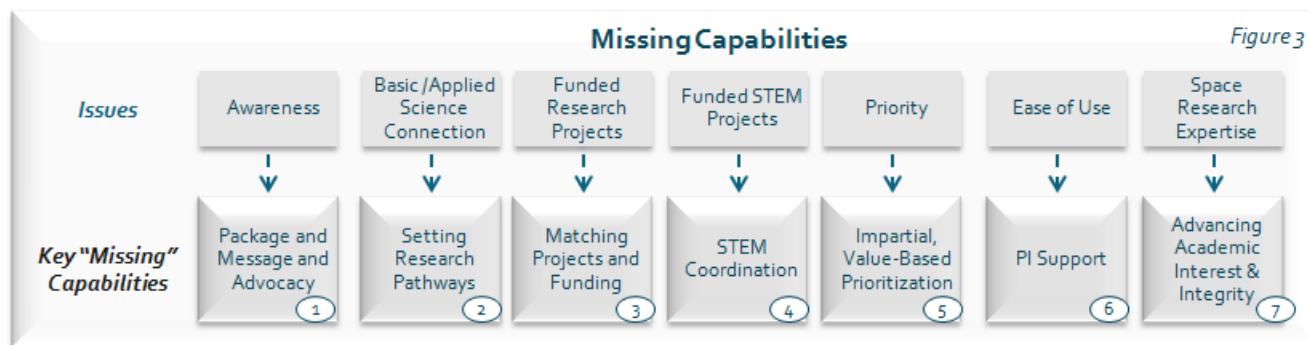 Missing Capabilities
Figure 3
Issues
Awareness
Basic /Applied
Science
Connection
Funded
Research
Projects
Funded STEM
Projects
Priority
Ease of Use
Space
Research
Expertise
Key “Missing”
Capabilities
Package and
Message and
Advocacy
1
Setting
Research
Pathways
2
Matching
Projects and
Funding
3
STEM
Coordination
4
Impartial,
Value-Based
Prioritization
5
PI Support
6
Advancing
Academic
Interest &
Integrity
7